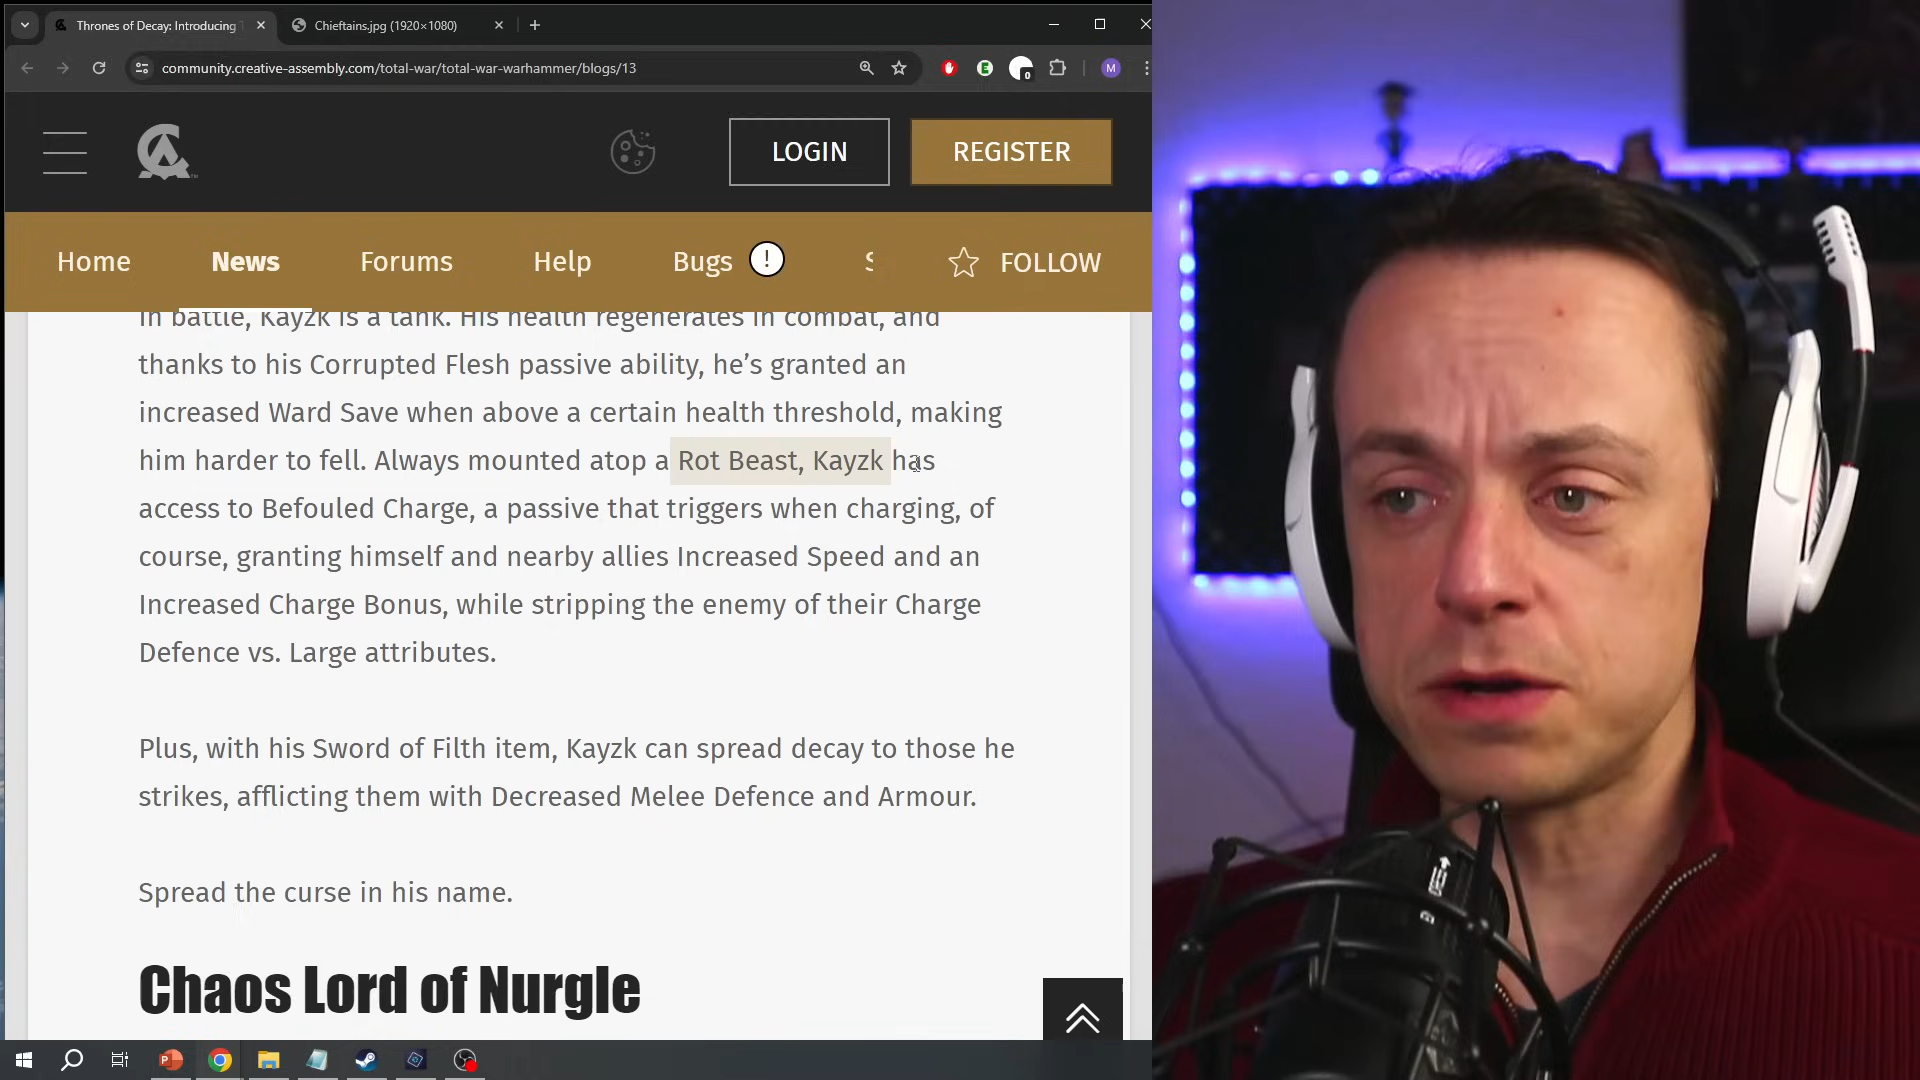 Thrones of Decay: Introducing
Chieftains.jpg (1920×1080)
community.creative-assembly.com/total-war/total-war-warhammer/blogs/13
0
M
LOGIN
REGISTER
Home
News
Forums
Help
Bugs
!
FOLLOW
In battle, Kayzk is a tank. His health regenerates in combat, and
thanks to his Corrupted Flesh passive ability, he’s granted an
increased Ward Save when above a certain health threshold, making
him harder to fell. Always mounted atop a Rot Beast, Kayzk has
access to Befouled Charge, a passive that triggers when charging, of
course, granting himself and nearby allies Increased Speed and an
Increased Charge Bonus, while stripping the enemy of their Charge
Defence vs. Large attributes.
Plus, with his Sword of Filth item, Kayzk can spread decay to those he
strikes, afflicting them with Decreased Melee Defence and Armour.
Spread the curse in his name.
Chaos Lord of Nurgle